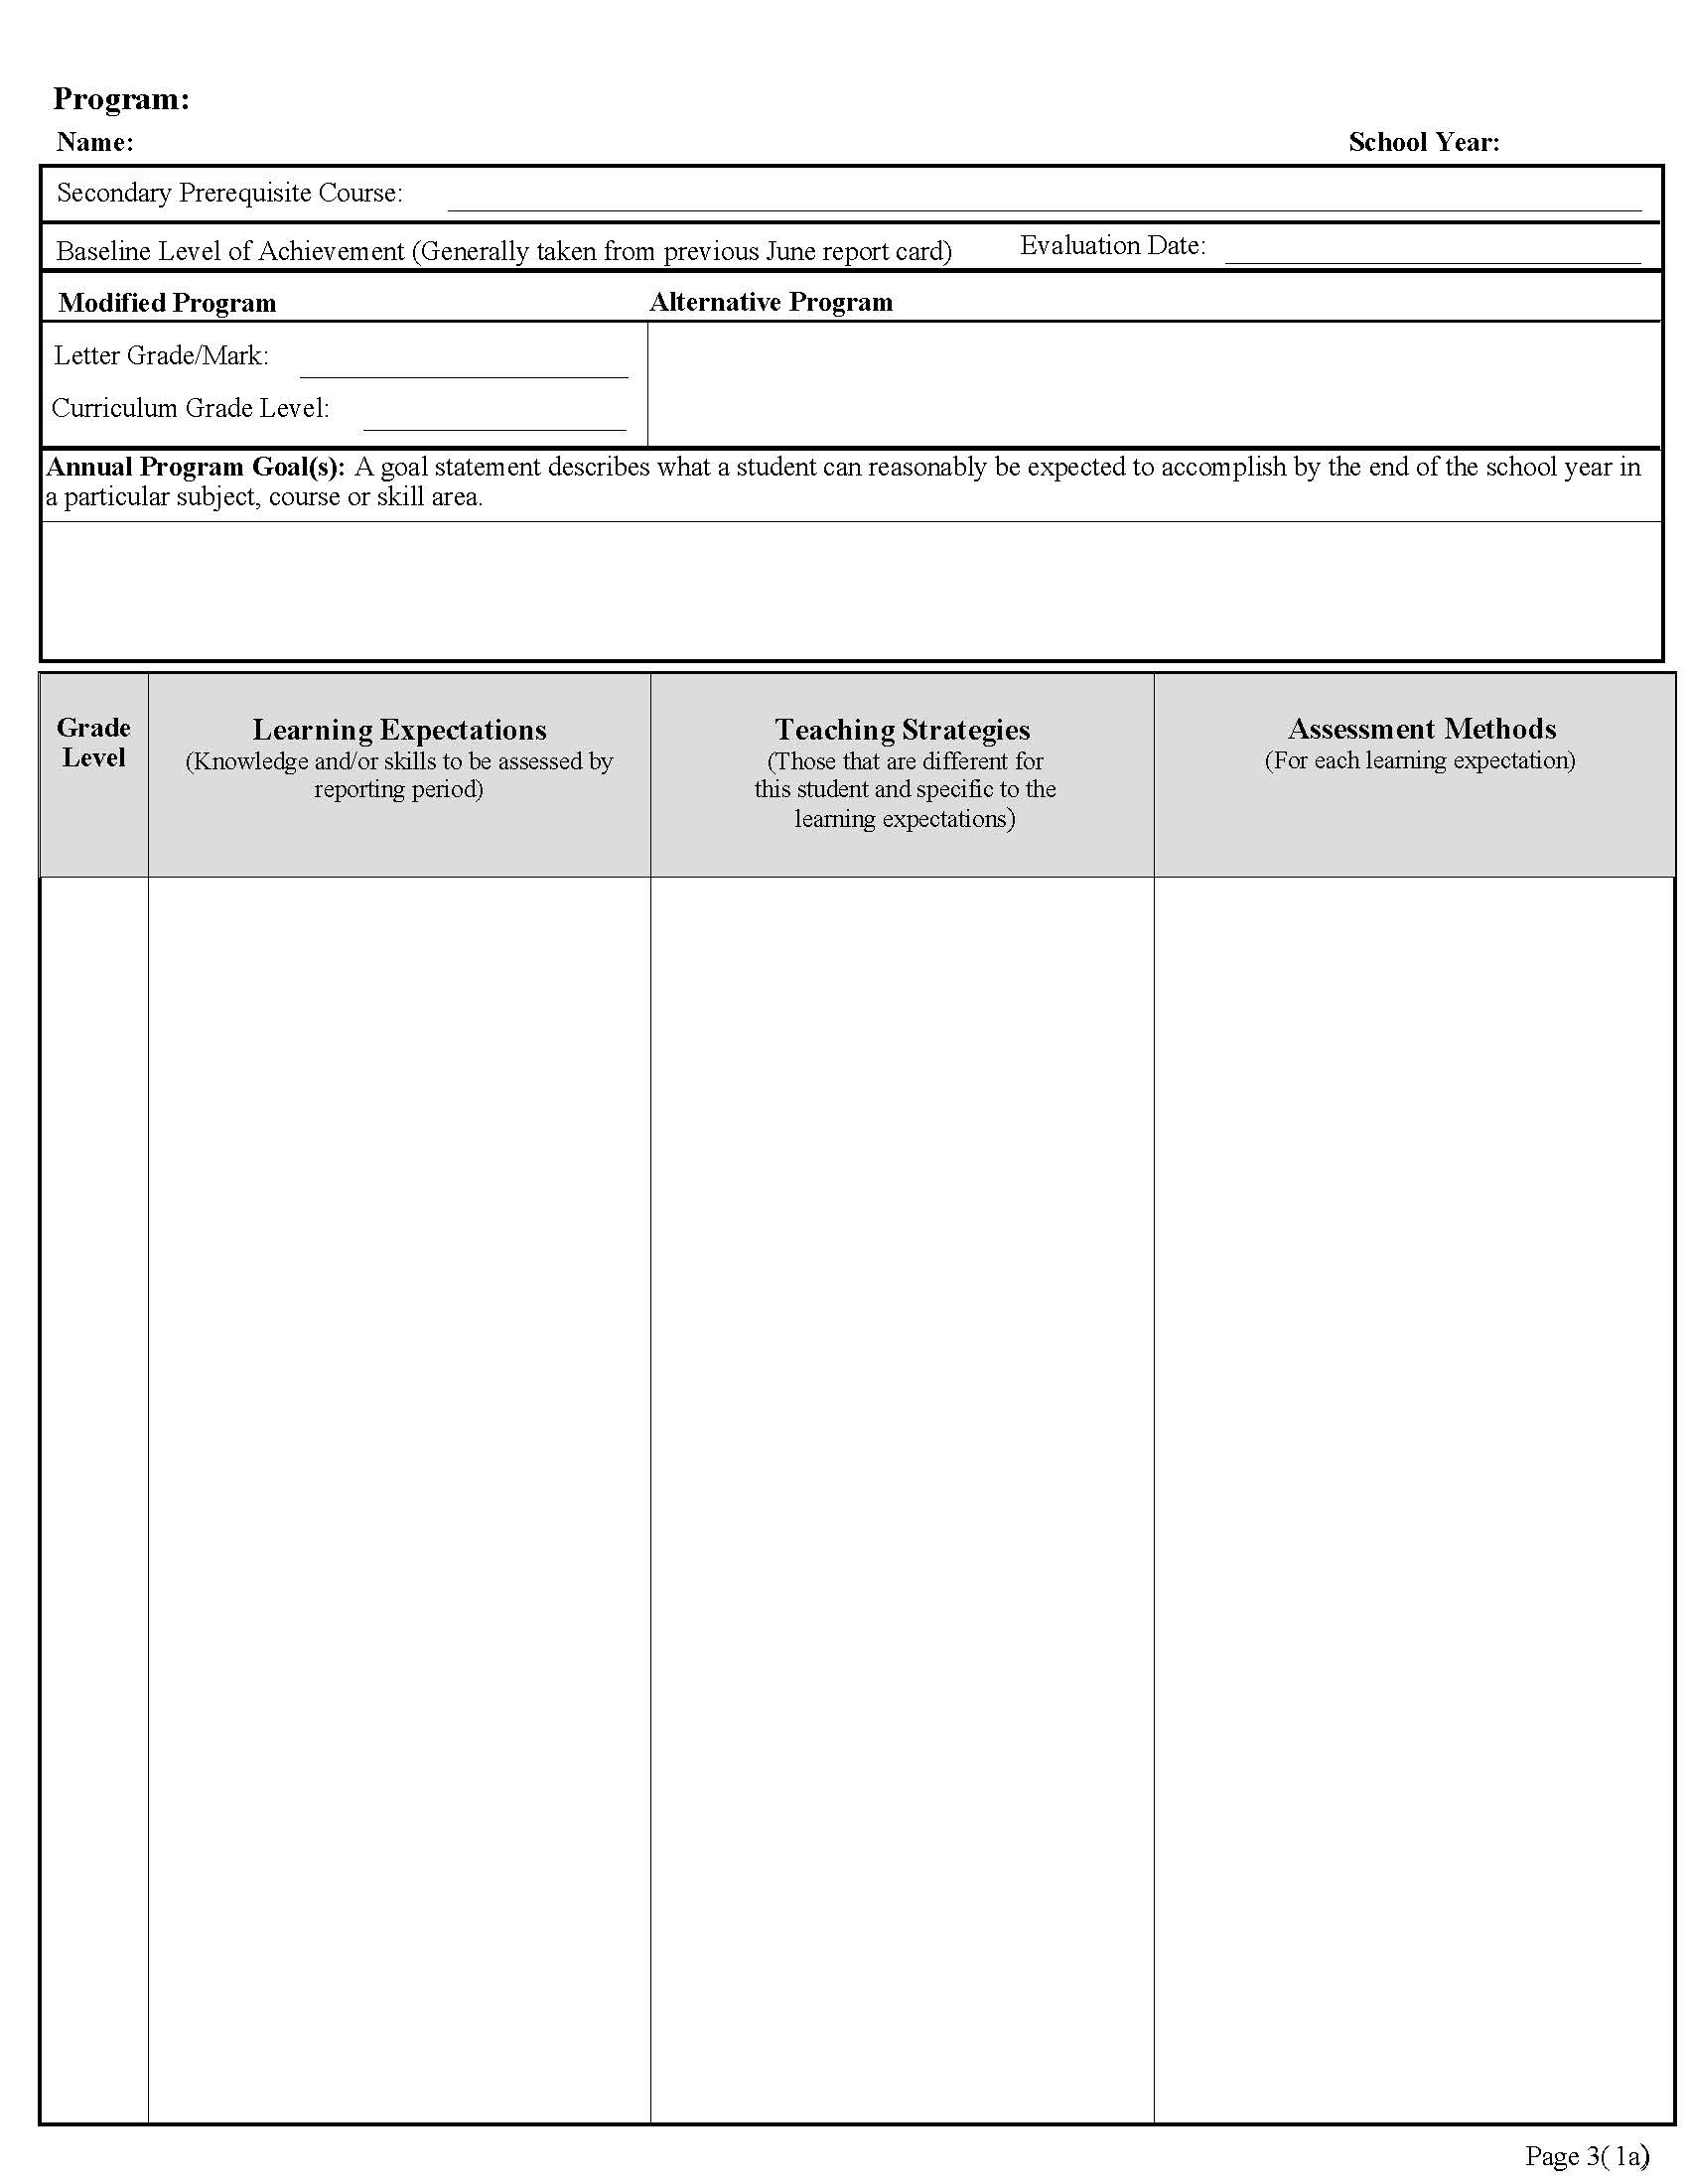 Program:
Name: School Year:
Secondary Prerequisite Course:
Baseline Level of Achievement (Generally taken from previous June report card) Evaluation Date:
Modified Program Alternative Program
Letter Grade/Mark:
Curriculum Grade Level:
Annual Program Goal(s): A goal statement describes what a student can reasonably be expected to accomplish by the end of the school year in
a particular subject, course or skill area.
Grade
Level
Learning Expectations
(Knowledge and/or skills to be assessed by
reporting period)
Teaching Strategies
(Those that are different for
this student and specific to the
learning expectations)
Assessment Methods
(For each learning expectation)
Page 3(1a)